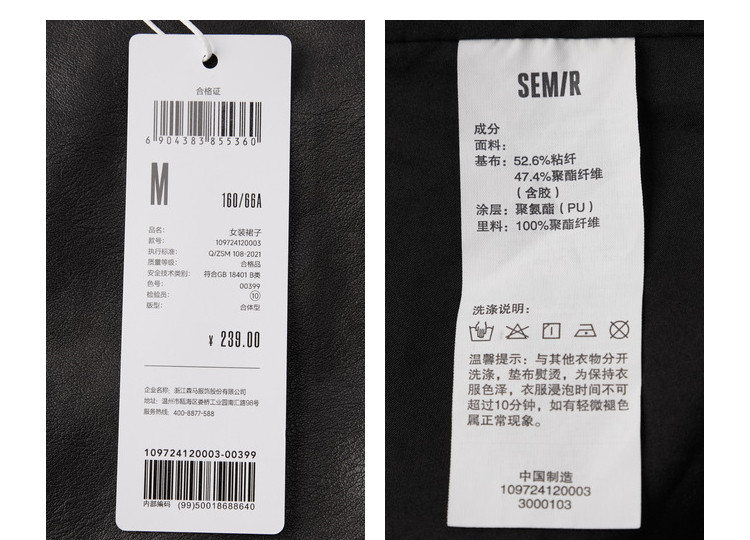 合格证
6 904383 855360
M
160/66A
品名： 女装裙子
款号： 109724120003
执行标准： Q/ZSM 108-2021
质量等级： 合格品
安全技术类别： 符合GB 18401 B类
色号： 00399
检验员： ⑩
版型： 合体型
¥ 239.00
企业名称：浙江森马服饰股份有限公司
地址：温州市瓯海区娄桥工业园南汇路98号
服务热线：400-8877-588
109724120003-00399
内部编码 (99)50018688640
SEMIR
成分
面料：
基布：52.6%粘纤
47.4%聚酯纤维
（含胶）
涂层：聚氨酯（PU）
里料：100%聚酯纤维
洗涤说明：
温馨提示：与其他衣物分开
洗涤，垫布熨烫，为保持衣
服色泽，衣服浸泡时间不可
超过10分钟，如有轻微褪色
属正常现象。
中国制造
109724120003
3000103